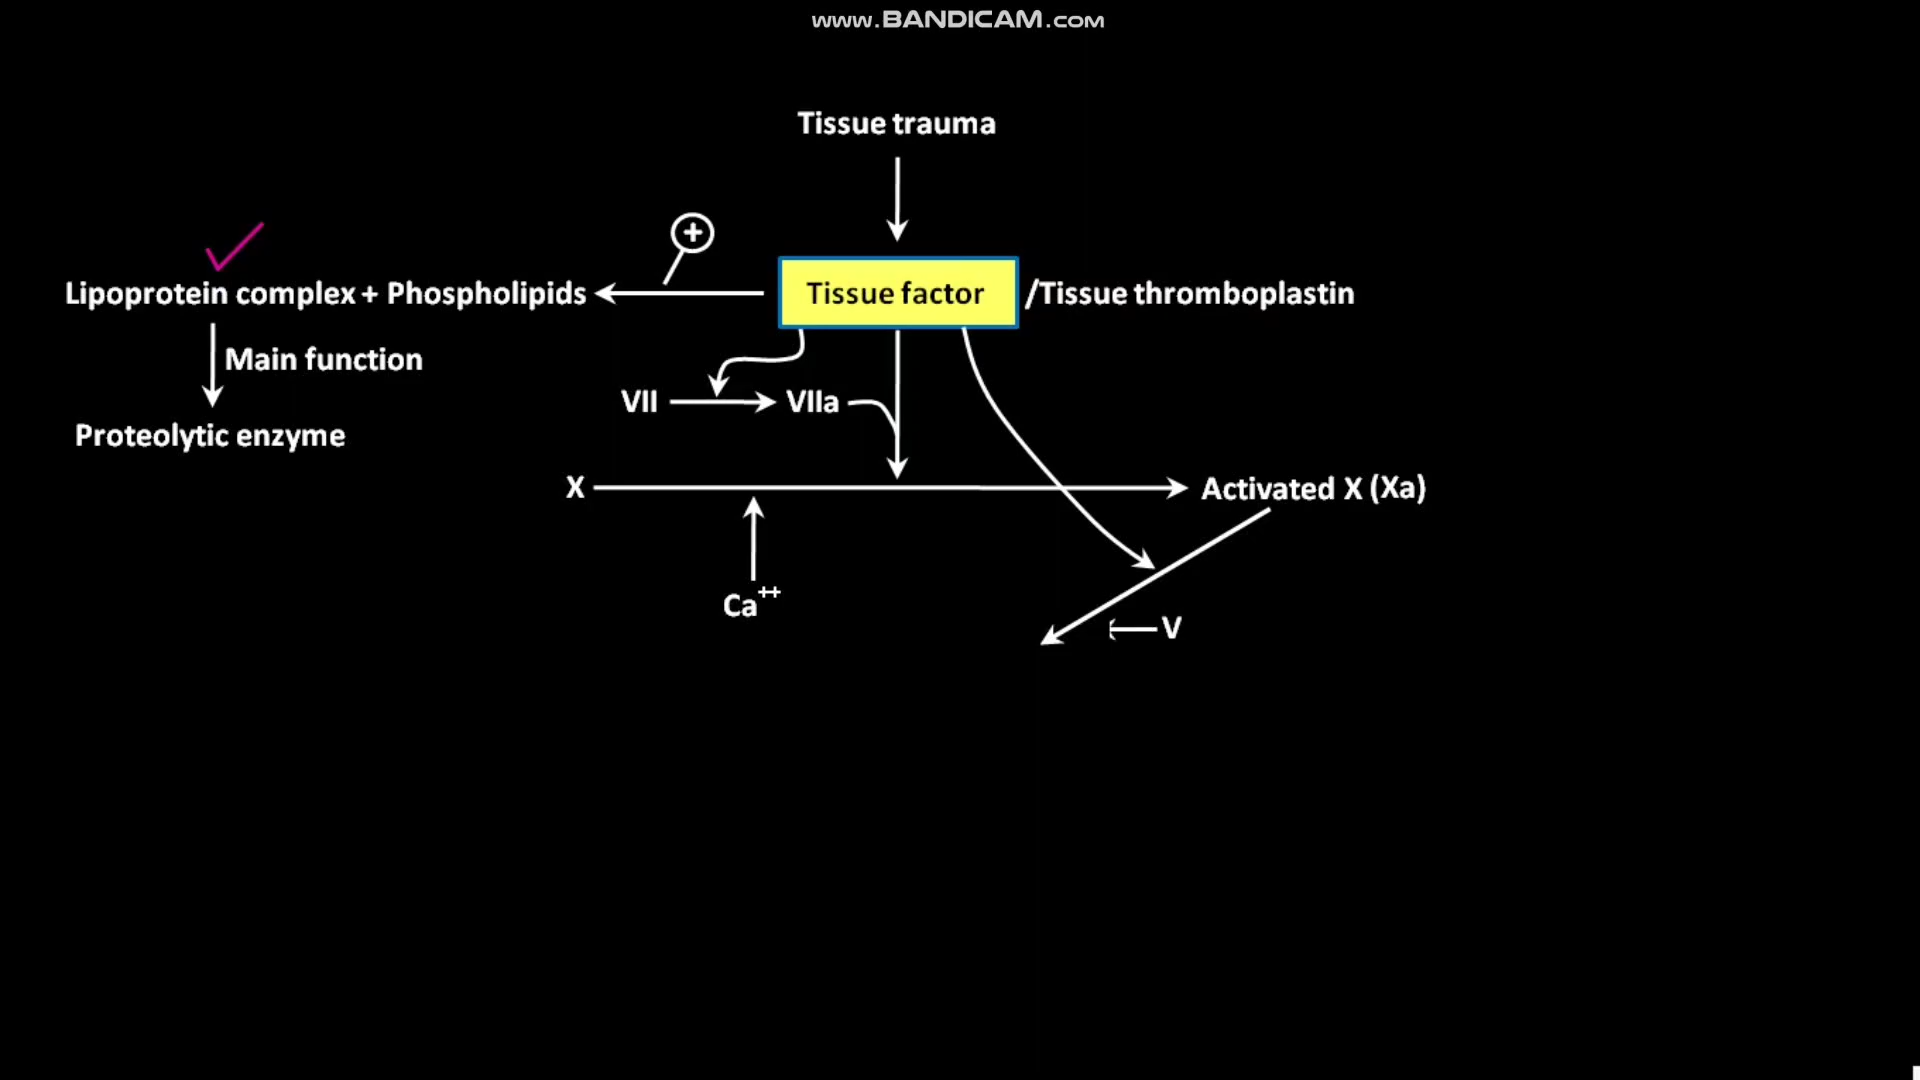 www.BANDICAM.COM
Tissue trauma
+
Lipoprotein complex + Phospholipids
Tissue factor
/Tissue thromboplastin
Main function
VII
VIIa
Proteolytic enzyme
X
Activated X (Xa)
Ca++
V